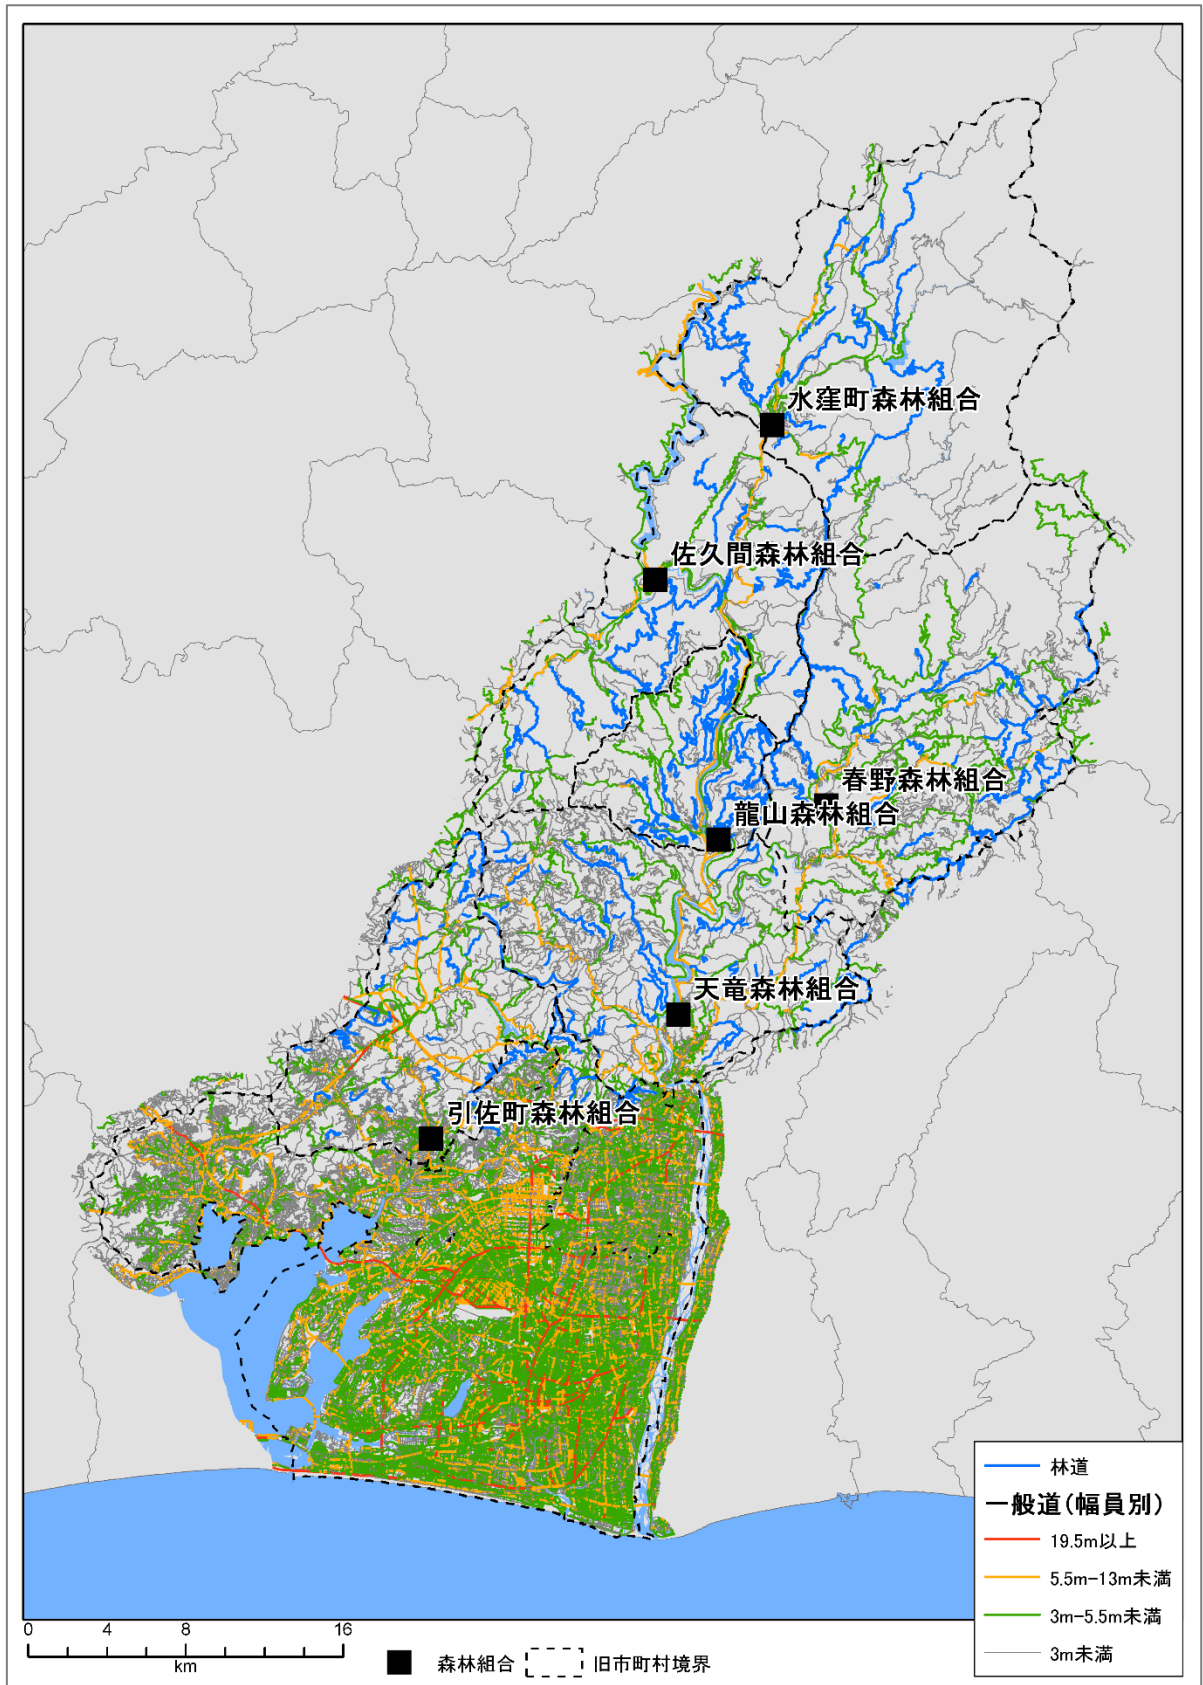 水窪町森林組合
佐久間森林組合
春野森林組合
龍山森林組合
天竜森林組合
引佐町森林組合
林道
一般道(幅員別)
19.5m以上
5.5m-13m未満
3m-5.5m未満
3m未満
0 4 8 16
km
森林組合 旧市町村境界